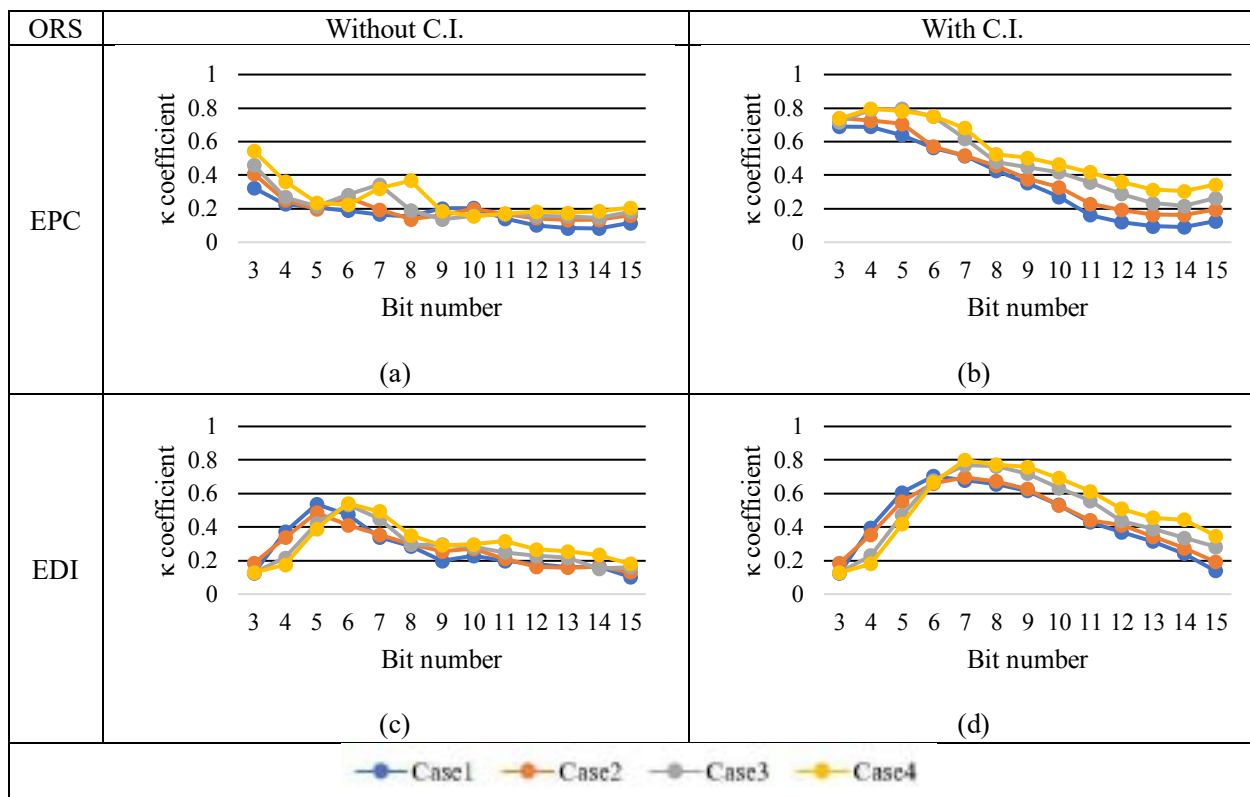 ORS Without C.I. With C.I.
EPC
κ coefficient
1
0.8
0.6
0.4
0.2
0
3 4 5 6 7 8 9 10 11 12 13 14 15
Bit number
(a)
κ coefficient
1
0.8
0.6
0.4
0.2
0
3 4 5 6 7 8 9 10 11 12 13 14 15
Bit number
(b)
EDI
κ coefficient
1
0.8
0.6
0.4
0.2
0
3 4 5 6 7 8 9 10 11 12 13 14 15
Bit number
(c)
κ coefficient
1
0.8
0.6
0.4
0.2
0
3 4 5 6 7 8 9 10 11 12 13 14 15
Bit number
(d)
Case1 Case2 Case3 Case4